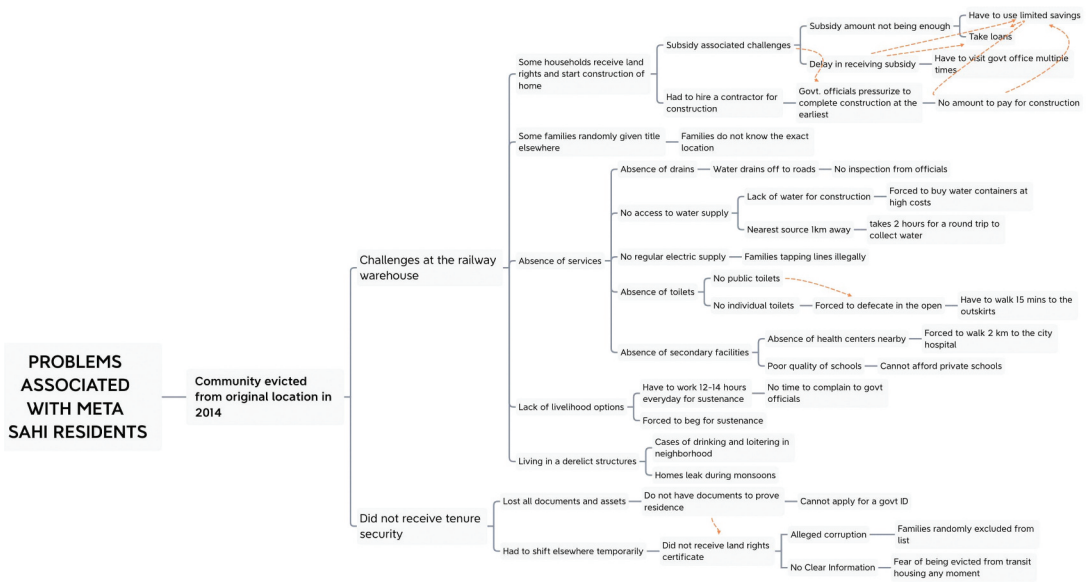 PROBLEMS
ASSOCIATED
WITH META
SAHI RESIDENTS
Community evicted
from original location in
2014
Challenges at the railway
warehouse
Some households receive land
rights and start construction of
home
Subsidy associated challenges
Subsidy amount not being enough
Have to use limited savings
Take loans
Delay in receiving subsidy
Have to visit govt office multiple
times
Had to hire a contractor for
construction
Govt. officials pressurize to
complete construction at the
earliest
No amount to pay for construction
Some families randomly given title
elsewhere
Families do not know the exact
location
Absence of services
Absence of drains
Water drains off to roads
No inspection from officials
No access to water supply
Lack of water for construction
Forced to buy water containers at
high costs
Nearest source 1km away
takes 2 hours for a round trip to
collect water
No regular electric supply
Families tapping lines illegally
Absence of toilets
No public toilets
No individual toilets
Forced to defecate in the open
Have to walk 15 mins to the
outskirts
Absence of secondary facilities
Absence of health centers nearby
Forced to walk 2 km to the city
hospital
Poor quality of schools
Cannot afford private schools
Lack of livelihood options
Have to work 12-14 hours
everyday for sustenance
No time to complain to govt
officials
Forced to beg for sustenance
Living in a derelict structures
Cases of drinking and loitering in
neighborhood
Homes leak during monsoons
Did not receive tenure
security
Lost all documents and assets
Do not have documents to prove
residence
Cannot apply for a govt ID
Had to shift elsewhere temporarily
Did not receive land rights
certificate
Alleged corruption
Families randomly excluded from
list
No Clear Information
Fear of being evicted from transit
housing any moment